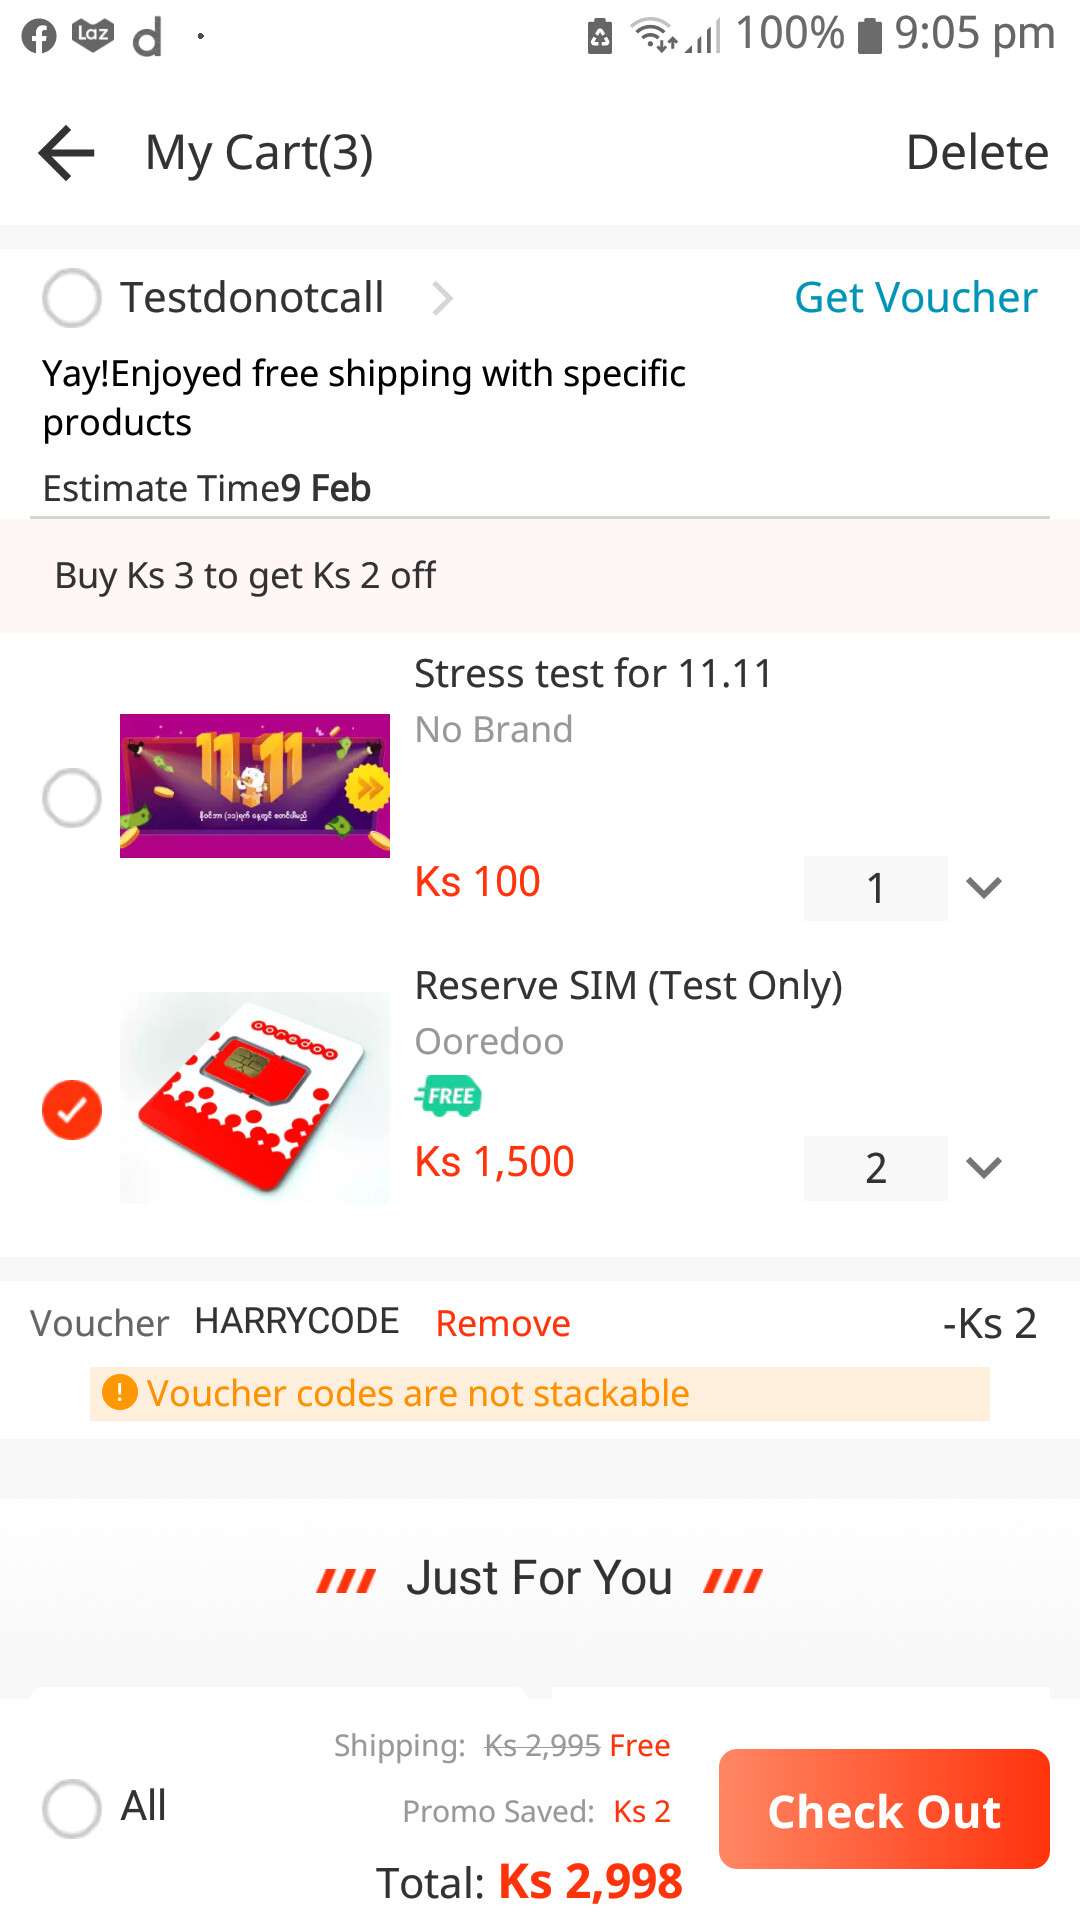 Laz
100%
9:05 pm
My Cart(3)
Delete
Testdonotcall
Get Voucher
Yay!Enjoyed free shipping with specific
products
Estimate Time9 Feb
Buy Ks 3 to get Ks 2 off
Stress test for 11.11
No Brand
11.11
Ks 100
1
Reserve SIM (Test Only)
Ooredoo
ooredoo
FREE
Ks 1,500
2
Voucher HARRYCODE Remove -Ks 2
Voucher codes are not stackable
Just For You
Shipping: Ks 2,995 Free
All
Promo Saved: Ks 2
Check Out
Total: Ks 2,998